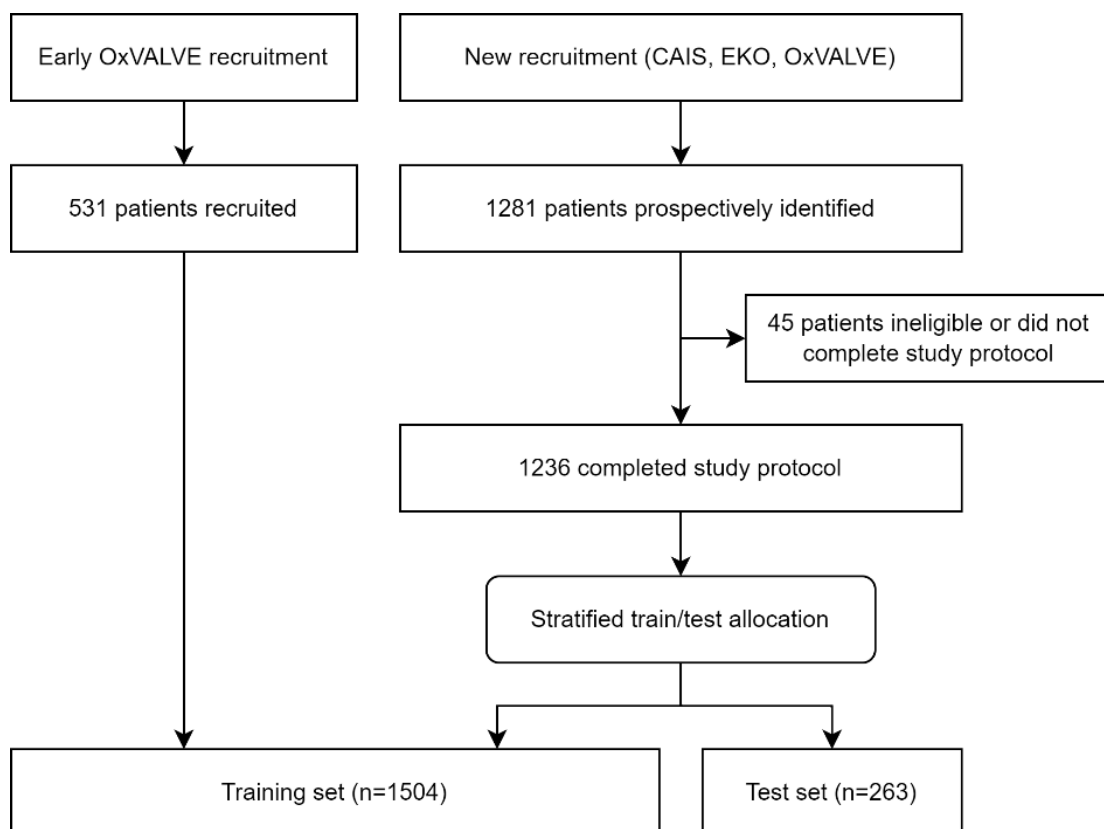 Early OxVALVE recruitment
New recruitment (CAIS, EKO, OxVALVE)
531 patients recruited
1281 patients prospectively identified
45 patients ineligible or did not
complete study protocol
1236 completed study protocol
Stratified train/test allocation
Training set (n=1504)
Test set (n=263)